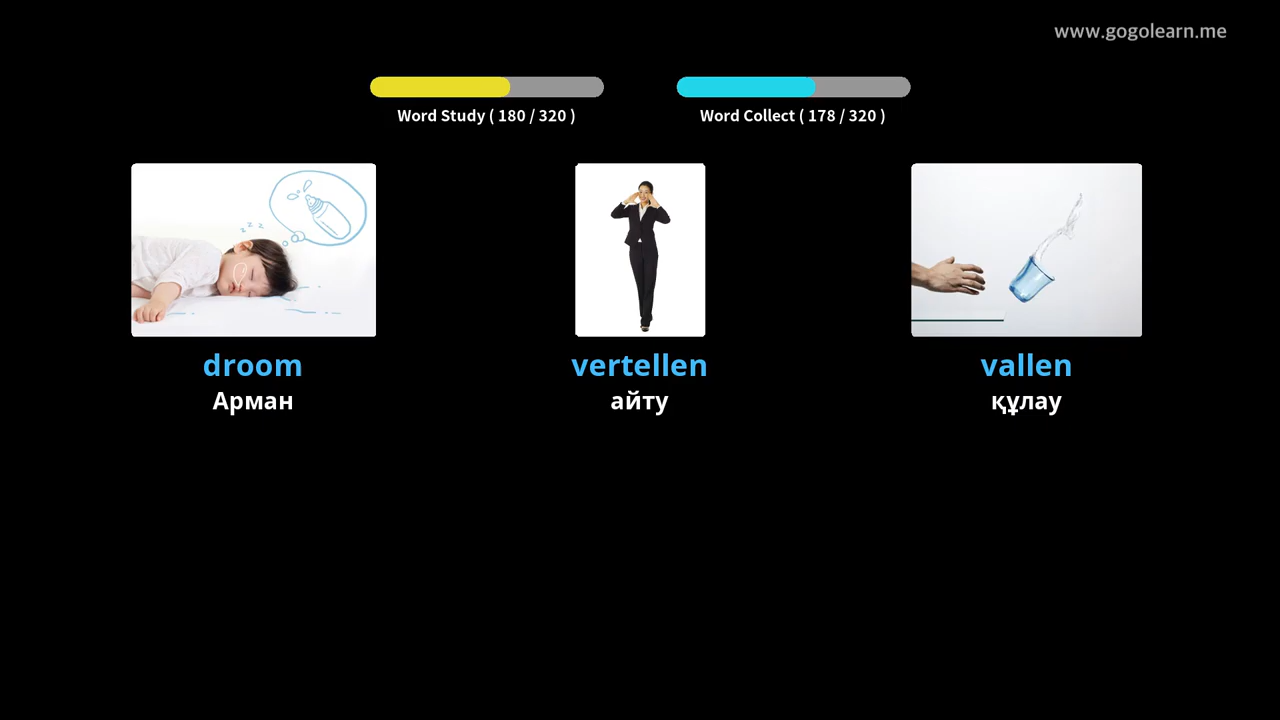 www.gogolearn.me
Word Study ( 180 / 320 )
Word Collect ( 178 / 320 )
droom
Арман
vertellen
айту
vallen
құлау